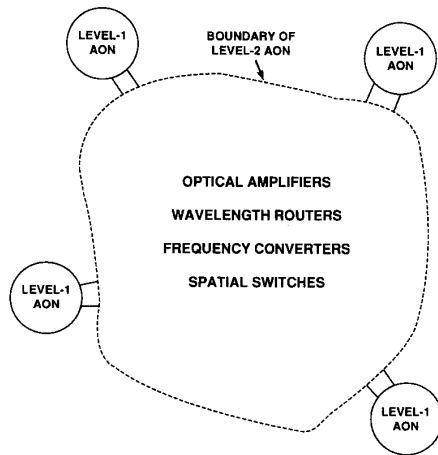 LEVEL-1
AON
BOUNDARY OF
LEVEL-2 AON
LEVEL-1
AON
OPTICAL AMPLIFIERS
WAVELENGTH ROUTERS
FREQUENCY CONVERTERS
SPATIAL SWITCHES
LEVEL-1
AON
LEVEL-1
AON